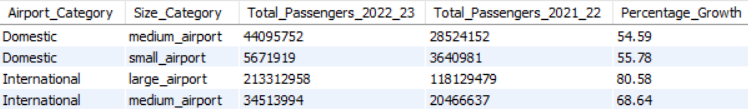 Airport_Category Size_Category Total_Passengers_2022_23 Total_Passengers_2021_22 Percentage_Growth
Domestic medium_airport 44095752 28524152 54.59
Domestic small_airport 5671919 3640981 55.78
International large_airport 213312958 118129479 80.58
International medium_airport 34513994 20466637 68.64